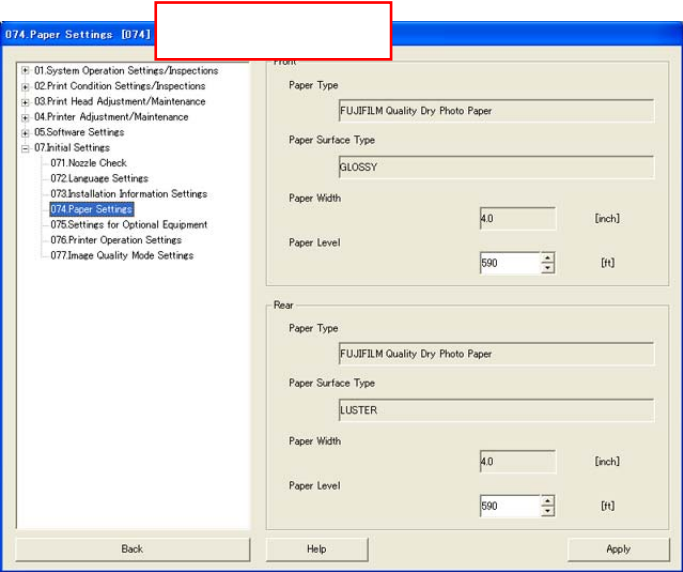 074.Paper Settings [074]
01.System Operation Settings/Inspections
02.Print Condition Settings/Inspections
03.Print Head Adjustment/Maintenance
04.Printer Adjustment/Maintenance
05.Software Settings
07.Initial Settings
071.Nozzle Check
072.Language Settings
073.Installation Information Settings
074.Paper Settings
075.Settings for Optional Equipment
076.Printer Operation Settings
077.Image Quality Mode Settings
Front
Paper Type
FUJIFILM Quality Dry Photo Paper
Paper Surface Type
GLOSSY
Paper Width
4.0 [inch]
Paper Level
590 [ft]
Rear
Paper Type
FUJIFILM Quality Dry Photo Paper
Paper Surface Type
LUSTER
Paper Width
4.0 [inch]
Paper Level
590 [ft]
Back Help Apply